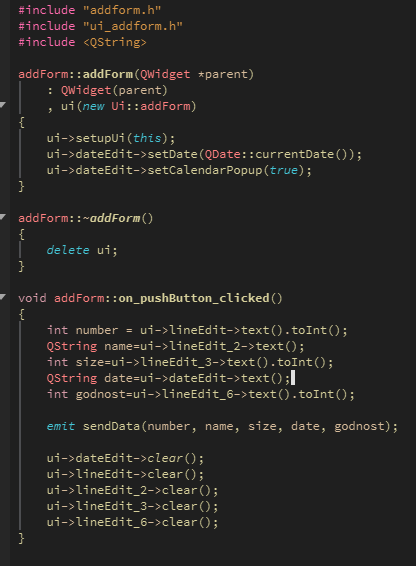 #include "addform.h"
#include "ui_addform.h"
#include <QString>

addForm::addForm(QWidget *parent)
    : QWidget(parent)
    , ui(new Ui::addForm)
{
    ui->setupUi(this);
    ui->dateEdit->setDate(QDate::currentDate());
    ui->dateEdit->setCalendarPopup(true);
}

addForm::~addForm()
{
    delete ui;
}

void addForm::on_pushButton_clicked()
{
    int number = ui->lineEdit->text().toInt();
    QString name=ui->lineEdit_2->text();
    int size=ui->lineEdit_3->text().toInt();
    QString date=ui->dateEdit->text();
    int godnost=ui->lineEdit_6->text().toInt();

    emit sendData(number, name, size, date, godnost);

    ui->dateEdit->clear();
    ui->lineEdit->clear();
    ui->lineEdit_2->clear();
    ui->lineEdit_3->clear();
    ui->lineEdit_6->clear();
}